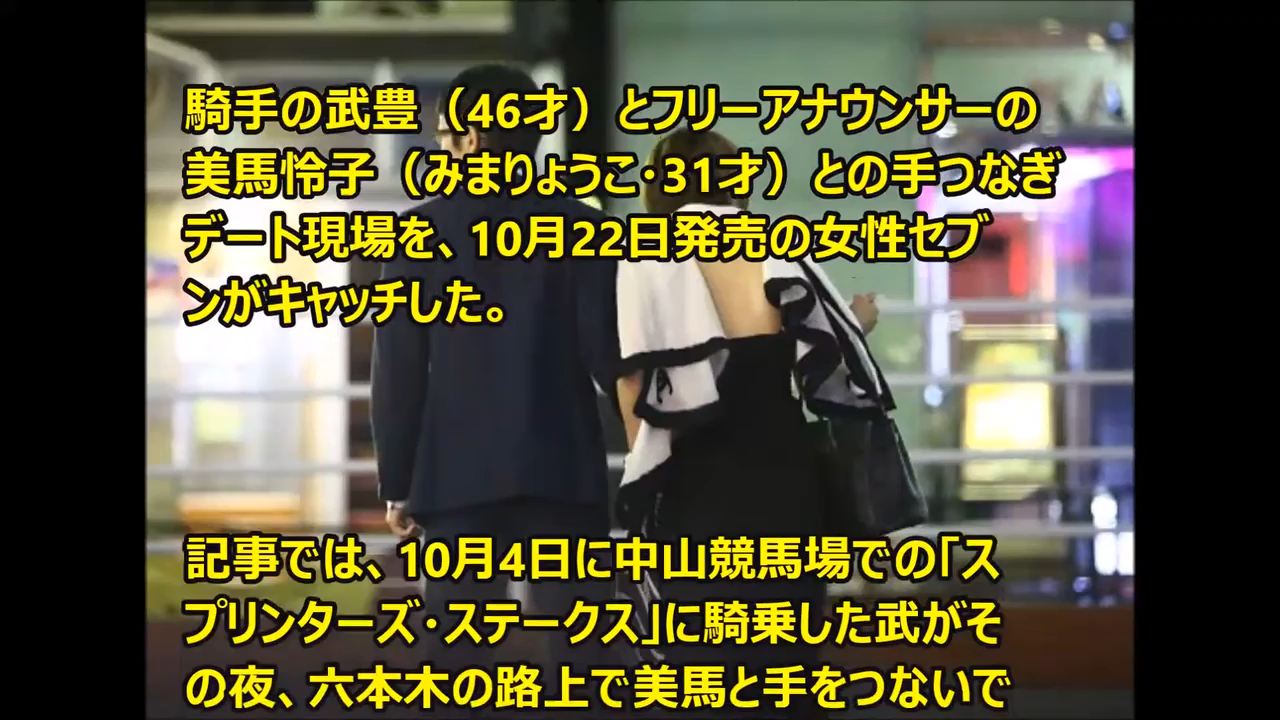 騎手の武豊（46才）とフリーアナウンサーの
美馬怜子（みまりょうこ・31才）との手つなぎ
デート現場を、10月22日発売の女性セブ
ンがキャッチした。
記事では、10月4日に中山競馬場での「ス
プリンターズ・ステークス」に騎乗した武がそ
の夜、六本木の路上で美馬と手をつないで